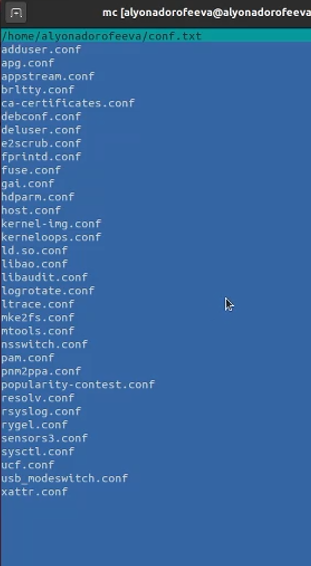 mc [alyonadorofeeva@alyonadorofeeva
/home/alyonadorofeeva/conf.txt
adduser.conf
apg.conf
appstream.conf
brltty.conf
ca-certificates.conf
debconf.conf
deluser.conf
e2scrub.conf
fprintd.conf
fuse.conf
gai.conf
hdparm.conf
host.conf
kernel-img.conf
kerneloops.conf
ld.so.conf
libao.conf
libaudit.conf
logrotate.conf
ltrace.conf
mke2fs.conf
mtools.conf
nsswitch.conf
pam.conf
pnm2ppa.conf
popularity-contest.conf
resolv.conf
rsyslog.conf
rygel.conf
sensors3.conf
sysctl.conf
ucf.conf
usb_modeswitch.conf
xattr.conf